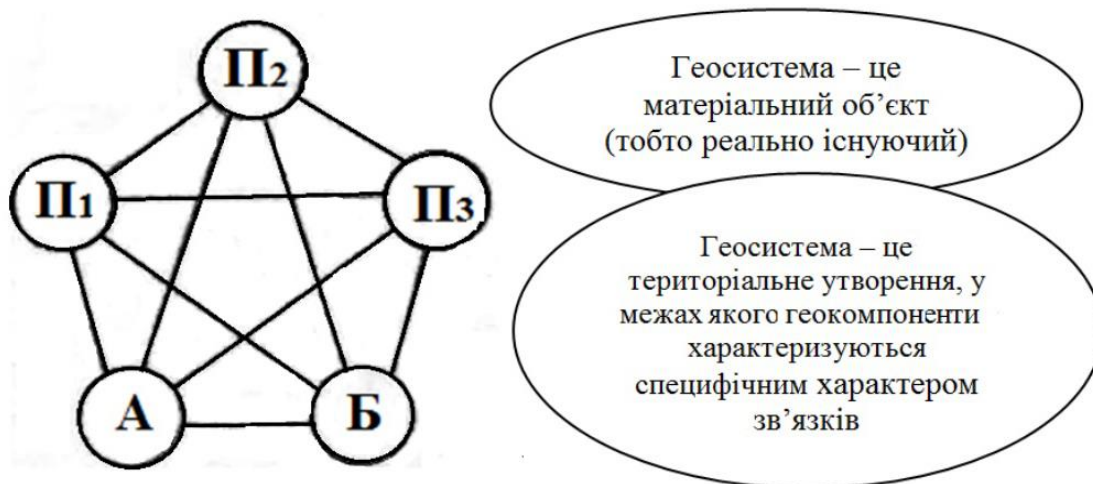 П2
П1
П3
А
Б
Геосистема – це
матеріальний об’єкт
(тобто реально існуючий)
Геосистема – це
територіальне утворення, у
межах якого геокомпоненти
характеризуються
специфічним характером
зв’язків